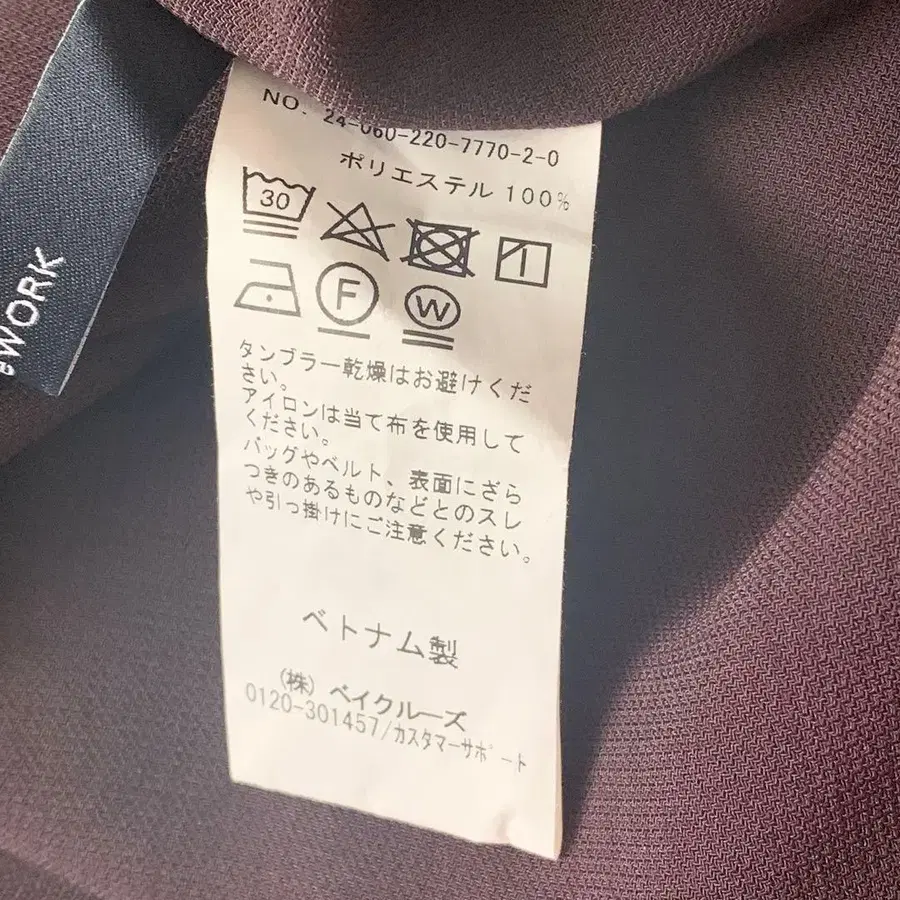 WORK
NO. 24-060-220-7770-2-0
ポリエステル 100%
30
F
W
タンブラー乾燥はお避けくだ
さい。
アイロンは当て布を使用して
ください。
バッグやベルト、表面にざら
つきのあるものなどとのスレ
や引っ掛けにご注意ください。
ベトナム製
(株) ベイクルーズ
0120-301457/カスタマーサポート